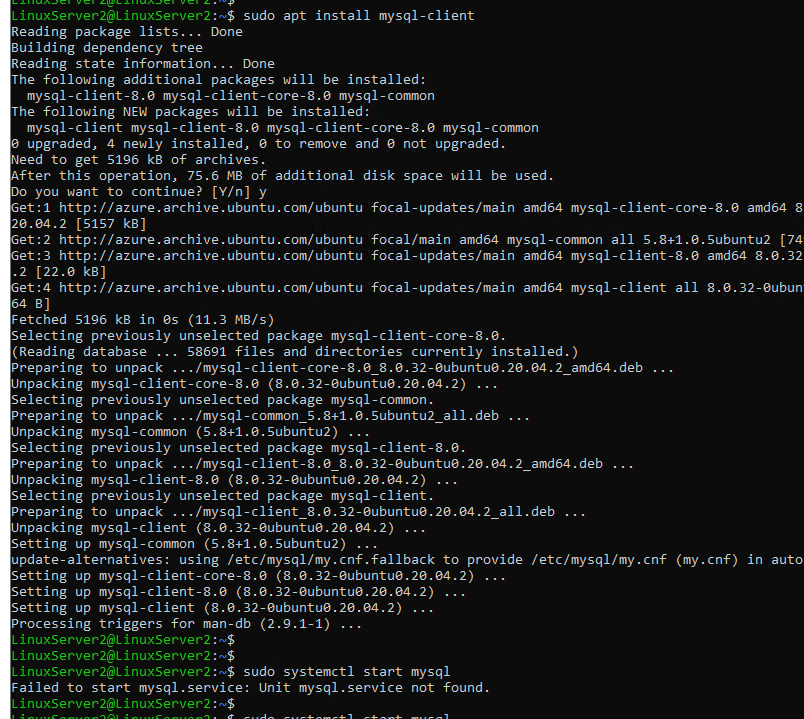 LinuxServer2@LinuxServer2:~$
LinuxServer2@LinuxServer2:~$ sudo apt install mysql-client
Reading package lists... Done
Building dependency tree
Reading state information... Done
The following additional packages will be installed:
  mysql-client-8.0 mysql-client-core-8.0 mysql-common
The following NEW packages will be installed:
  mysql-client mysql-client-8.0 mysql-client-core-8.0 mysql-common
0 upgraded, 4 newly installed, 0 to remove and 0 not upgraded.
Need to get 5196 kB of archives.
After this operation, 75.6 MB of additional disk space will be used.
Do you want to continue? [Y/n] y
Get:1 http://azure.archive.ubuntu.com/ubuntu focal-updates/main amd64 mysql-client-core-8.0 amd64 8
20.04.2 [5157 kB]
Get:2 http://azure.archive.ubuntu.com/ubuntu focal/main amd64 mysql-common all 5.8+1.0.5ubuntu2 [74
Get:3 http://azure.archive.ubuntu.com/ubuntu focal-updates/main amd64 mysql-client-8.0 amd64 8.0.32
.2 [22.0 kB]
Get:4 http://azure.archive.ubuntu.com/ubuntu focal-updates/main amd64 mysql-client all 8.0.32-0ubun
64 B]
Fetched 5196 kB in 0s (11.3 MB/s)
Selecting previously unselected package mysql-client-core-8.0.
(Reading database ... 58691 files and directories currently installed.)
Preparing to unpack .../mysql-client-core-8.0_8.0.32-0ubuntu0.20.04.2_amd64.deb ...
Unpacking mysql-client-core-8.0 (8.0.32-0ubuntu0.20.04.2) ...
Selecting previously unselected package mysql-common.
Preparing to unpack .../mysql-common_5.8+1.0.5ubuntu2_all.deb ...
Unpacking mysql-common (5.8+1.0.5ubuntu2) ...
Selecting previously unselected package mysql-client-8.0.
Preparing to unpack .../mysql-client-8.0_8.0.32-0ubuntu0.20.04.2_amd64.deb ...
Unpacking mysql-client-8.0 (8.0.32-0ubuntu0.20.04.2) ...
Selecting previously unselected package mysql-client.
Preparing to unpack .../mysql-client_8.0.32-0ubuntu0.20.04.2_all.deb ...
Unpacking mysql-client (8.0.32-0ubuntu0.20.04.2) ...
Setting up mysql-common (5.8+1.0.5ubuntu2) ...
update-alternatives: using /etc/mysql/my.cnf.fallback to provide /etc/mysql/my.cnf (my.cnf) in auto
Setting up mysql-client-core-8.0 (8.0.32-0ubuntu0.20.04.2) ...
Setting up mysql-client-8.0 (8.0.32-0ubuntu0.20.04.2) ...
Setting up mysql-client (8.0.32-0ubuntu0.20.04.2) ...
Processing triggers for man-db (2.9.1-1) ...
LinuxServer2@LinuxServer2:~$
LinuxServer2@LinuxServer2:~$
LinuxServer2@LinuxServer2:~$ sudo systemctl start mysql
Failed to start mysql.service: Unit mysql.service not found.
LinuxServer2@LinuxServer2:~$
LinuxServer2@LinuxServer2:~$ sudo systemctl start mysql